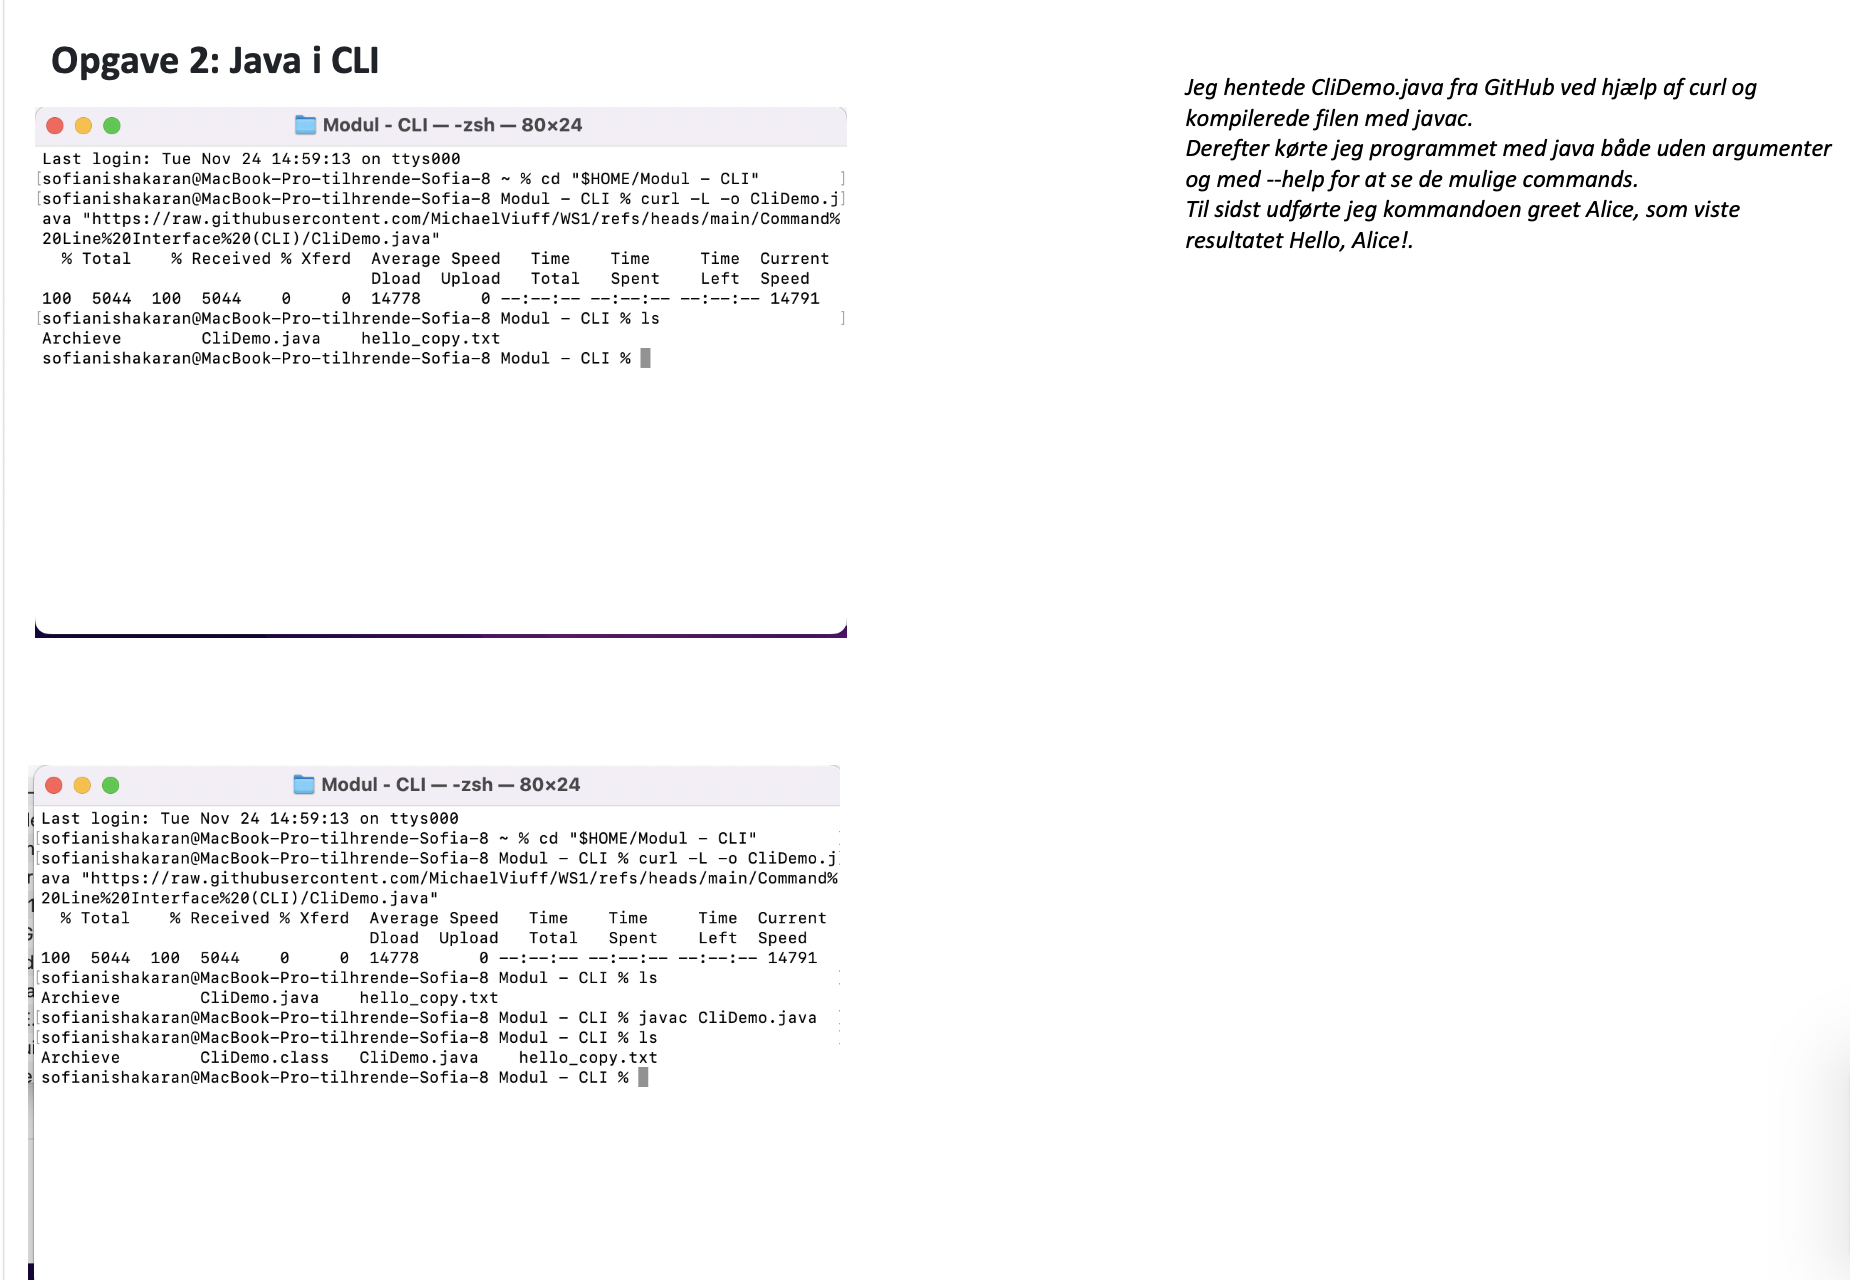 Opgave 2: Java i CLI
Modul - CLI — -zsh — 80×24
Last login: Tue Nov 24 14:59:13 on ttys000
[sofianishakaran@MacBook-Pro-tilhrende-Sofia-8 ~ % cd "$HOME/Modul - CLI" ]
[sofianishakaran@MacBook-Pro-tilhrende-Sofia-8 Modul - CLI % curl -L -o CliDemo.j]
ava "https://raw.githubusercontent.com/MichaelViuff/WS1/refs/heads/main/Command%
20Line%20Interface%20(CLI)/CliDemo.java"
% Total % Received % Xferd Average Speed Time Time Time Current
Dload Upload Total Spent Left Speed
100 5044 100 5044 0 0 14778 0 --:--:-- --:--:-- --:--:-- 14791
[sofianishakaran@MacBook-Pro-tilhrende-Sofia-8 Modul - CLI % ls ]
Archieve CliDemo.java hello_copy.txt
sofianishakaran@MacBook-Pro-tilhrende-Sofia-8 Modul - CLI %
Jeg hentede CliDemo.java fra GitHub ved hjælp af curl og
kompilerede filen med javac.
Derefter kørte jeg programmet med java både uden argumenter
og med --help for at se de mulige commands.
Til sidst udførte jeg kommandoen greet Alice, som viste
resultatet Hello, Alice!.
Modul - CLI — -zsh — 80×24
Last login: Tue Nov 24 14:59:13 on ttys000
[sofianishakaran@MacBook-Pro-tilhrende-Sofia-8 ~ % cd "$HOME/Modul - CLI"
[sofianishakaran@MacBook-Pro-tilhrende-Sofia-8 Modul - CLI % curl -L -o CliDemo.j
ava "https://raw.githubusercontent.com/MichaelViuff/WS1/refs/heads/main/Command%
20Line%20Interface%20(CLI)/CliDemo.java"
% Total % Received % Xferd Average Speed Time Time Time Current
Dload Upload Total Spent Left Speed
100 5044 100 5044 0 0 14778 0 --:--:-- --:--:-- --:--:-- 14791
[sofianishakaran@MacBook-Pro-tilhrende-Sofia-8 Modul - CLI % ls
Archieve CliDemo.java hello_copy.txt
[sofianishakaran@MacBook-Pro-tilhrende-Sofia-8 Modul - CLI % javac CliDemo.java
[sofianishakaran@MacBook-Pro-tilhrende-Sofia-8 Modul - CLI % ls
Archieve CliDemo.class CliDemo.java hello_copy.txt
sofianishakaran@MacBook-Pro-tilhrende-Sofia-8 Modul - CLI %